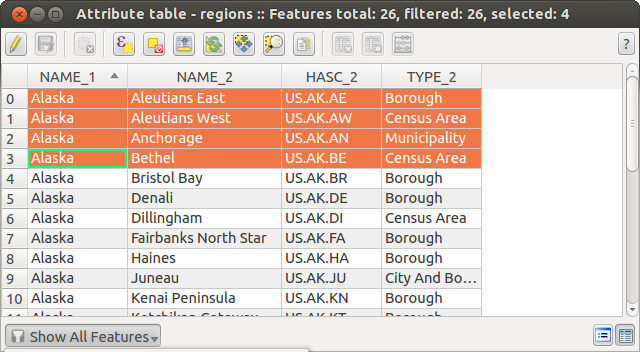 Attribute table - regions :: Features total: 26, filtered: 26, selected: 4
?
NAME_1 NAME_2 HASC_2 TYPE_2
0 Alaska Aleutians East US.AK.AE Borough
1 Alaska Aleutians West US.AK.AW Census Area
2 Alaska Anchorage US.AK.AN Municipality
3 Alaska Bethel US.AK.BE Census Area
4 Alaska Bristol Bay US.AK.BR Borough
5 Alaska Denali US.AK.DE Borough
6 Alaska Dillingham US.AK.DI Census Area
7 Alaska Fairbanks North Star US.AK.FA Borough
8 Alaska Haines US.AK.HA Borough
9 Alaska Juneau US.AK.JU City And Bo...
10 Alaska Kenai Peninsula US.AK.KN Borough
Show All Features